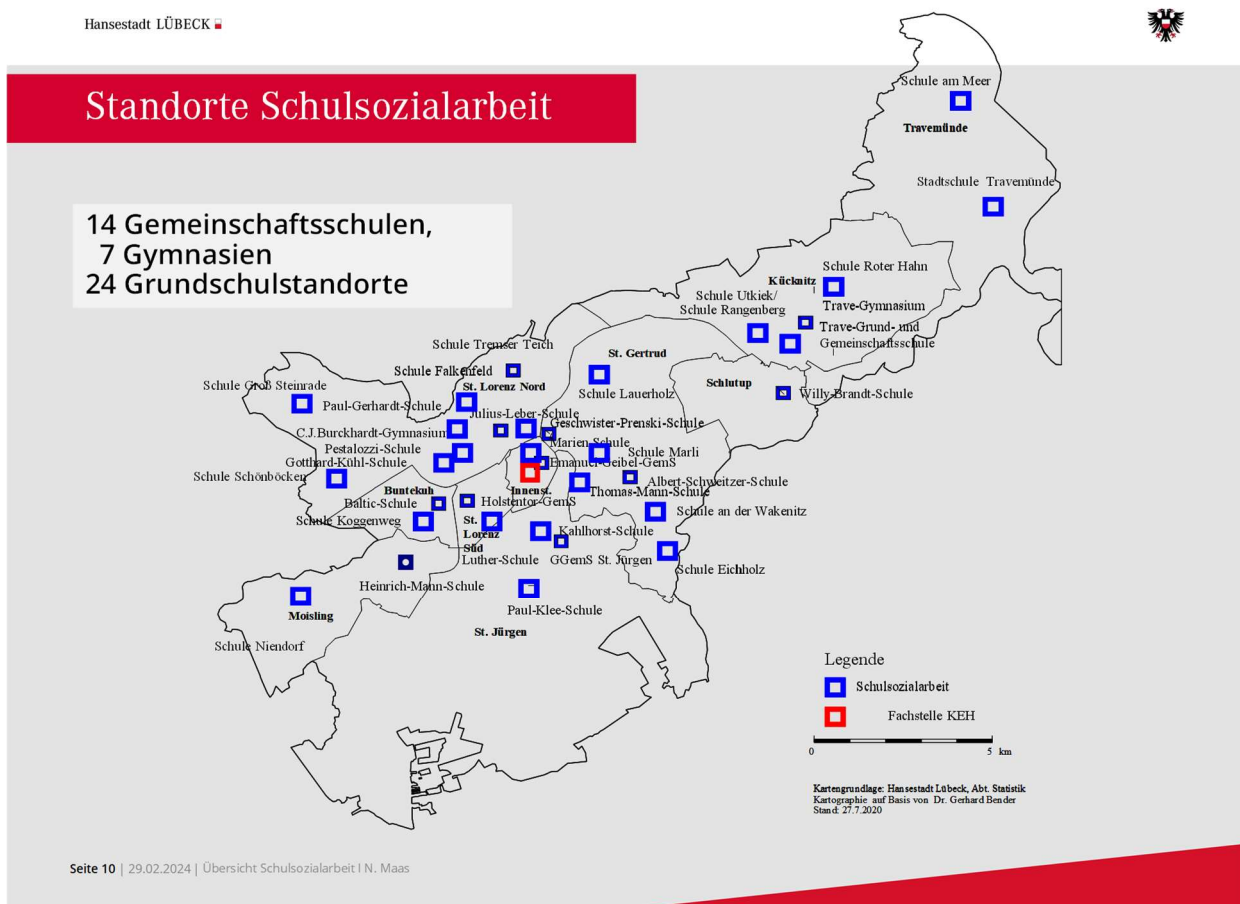 Hansestadt LÜBECK
Standorte Schulsozialarbeit
14 Gemeinschaftsschulen,
7 Gymnasien
24 Grundschulstandorte
Schule am Meer
Travemünde
Stadtschule Travemünde
Schule Roter Hahn
Kücknitz
Schule Utkiek/
Schule Rangenberg
Trave-Gymnasium
Trave-Grund- und
Gemeinschaftsschule
Schule Tremser Teich
St. Gertrud
Schule Falkenfeld
St. Lorenz Nord
Schlutup
Schule Groß Steinrade
Schule Lauerholz
Willy-Brandt-Schule
Paul-Gerhardt-Schule
Julius-Leber-Schule
Geschwister-Prenski-Schule
C.J.Burckhardt-Gymnasium
Marien-Schule
Pestalozzi-Schule
Schule Marli
Gotthard-Kühl-Schule
Emanuel-Geibel-GemS
Schule Schönböcken
Albert-Schweitzer-Schule
Buntekuh
Innenst.
Thomas-Mann-Schule
Baltic-Schule
Holstentor-GemS
Schule an der Wakenitz
Schule Koggenweg
St.
Lorenz
Süd
Kahlhorst-Schule
Luther-Schule
GGemS St. Jürgen
Schule Eichholz
Heinrich-Mann-Schule
Paul-Klee-Schule
Moisling
St. Jürgen
Schule Niendorf
Legende
Schulsozialarbeit
Fachstelle KEH
0 5 km
Kartengrundlage: Hansestadt Lübeck, Abt. Statistik
Kartographie auf Basis von Dr. Gerhard Bender
Stand: 27.7.2020
Seite 10 | 29.02.2024 | Übersicht Schulsozialarbeit I N. Maas